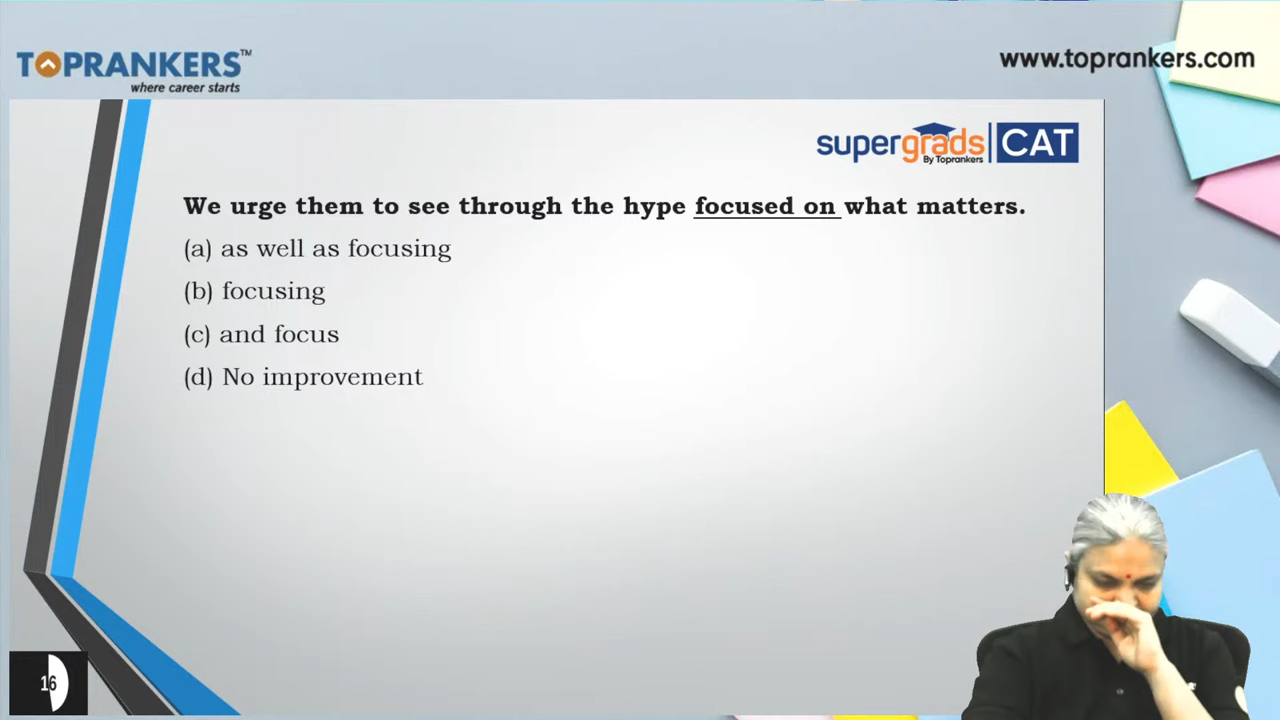 TOPRANKERS™
where career starts
www.toprankers.com
supergrads CAT
By Toprankers
We urge them to see through the hype focused on what matters.
(a) as well as focusing
(b) focusing
(c) and focus
(d) No improvement
16